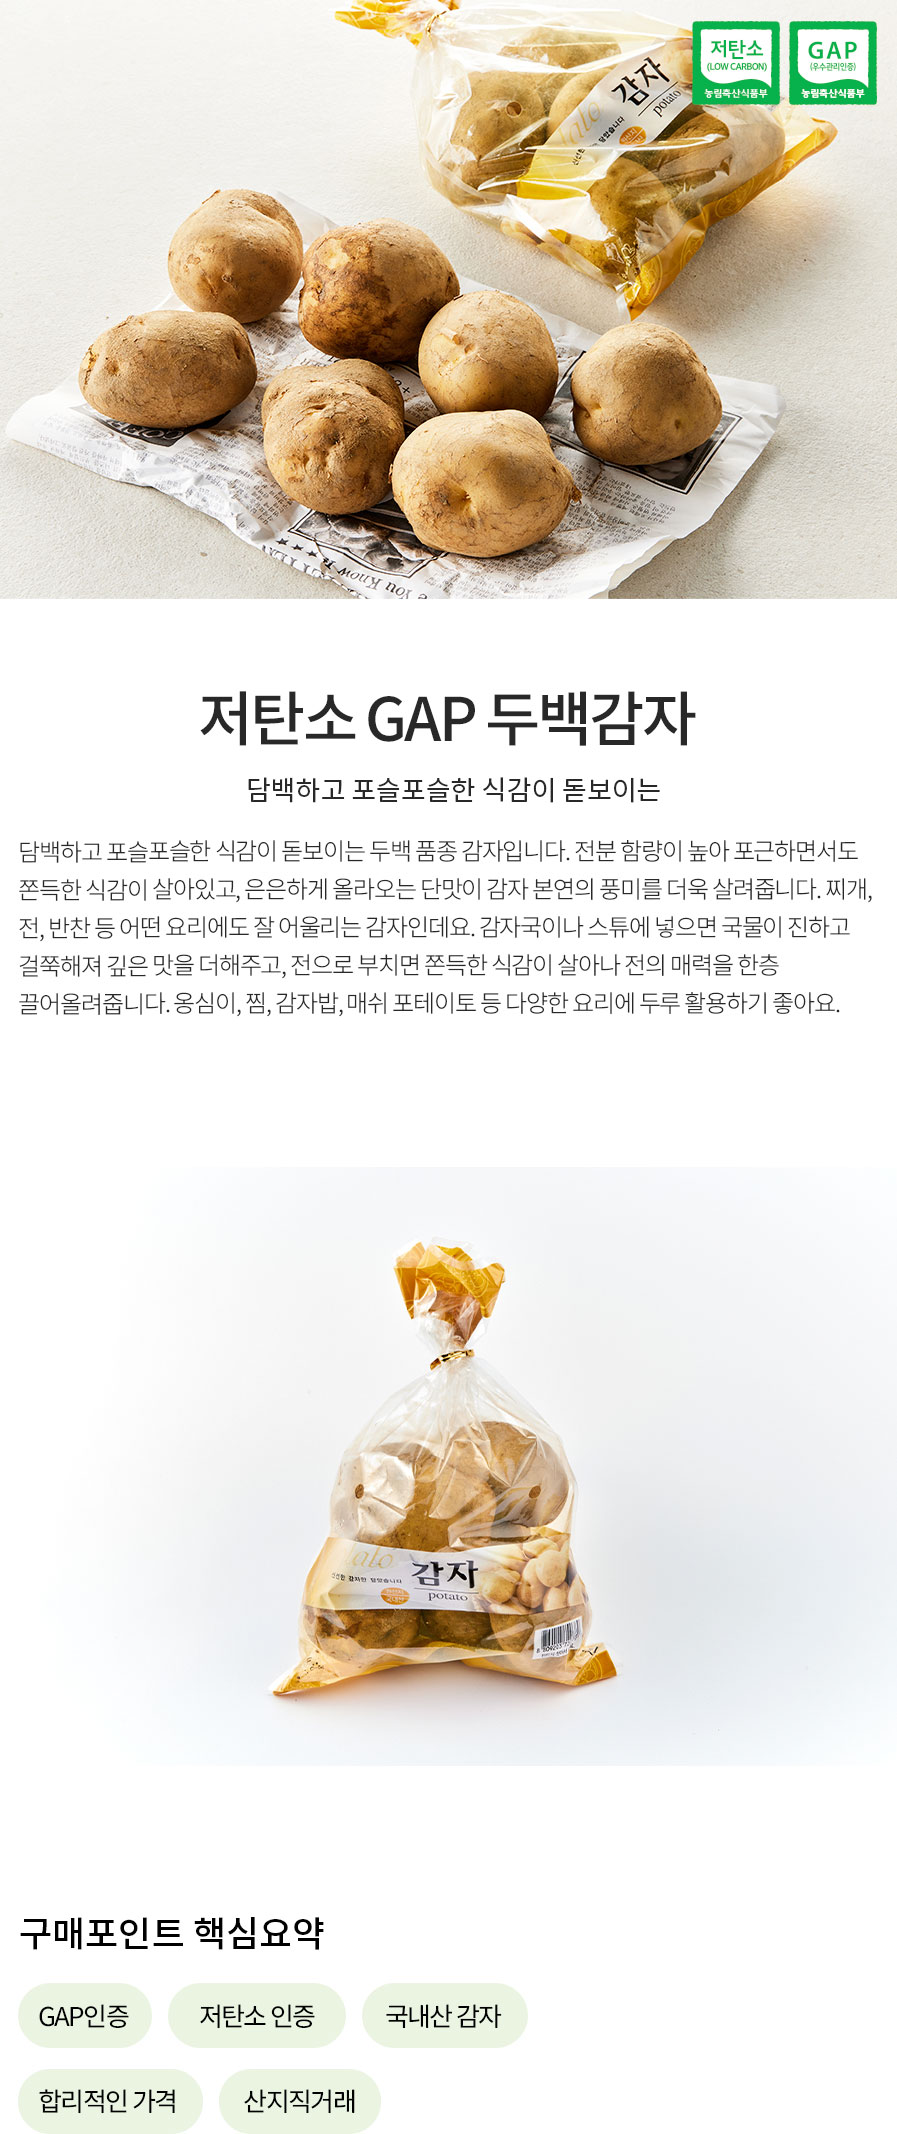 저탄소
(LOW CARBON)
농림축산식품부
GAP
(우수관리인증)
농림축산식품부
감자
potato
You Know
저탄소 GAP 두백감자
담백하고 포슬포슬한 식감이 돋보이는
담백하고 포슬포슬한 식감이 돋보이는 두백 품종 감자입니다. 전분 함량이 높아 포근하면서도
쫀득한 식감이 살아있고, 은은하게 올라오는 단맛이 감자 본연의 풍미를 더욱 살려줍니다. 찌개,
전, 반찬 등 어떤 요리에도 잘 어울리는 감자인데요. 감자국이나 스튜에 넣으면 국물이 진하고
걸쭉해져 깊은 맛을 더해주고, 전으로 부치면 쫀득한 식감이 살아나 전의 매력을 한층
끌어올려줍니다. 옹심이, 찜, 감자밥, 매쉬 포테이토 등 다양한 요리에 두루 활용하기 좋아요.
감자
potato
구매포인트 핵심요약
GAP인증
저탄소 인증
국내산 감자
합리적인 가격
산지직거래